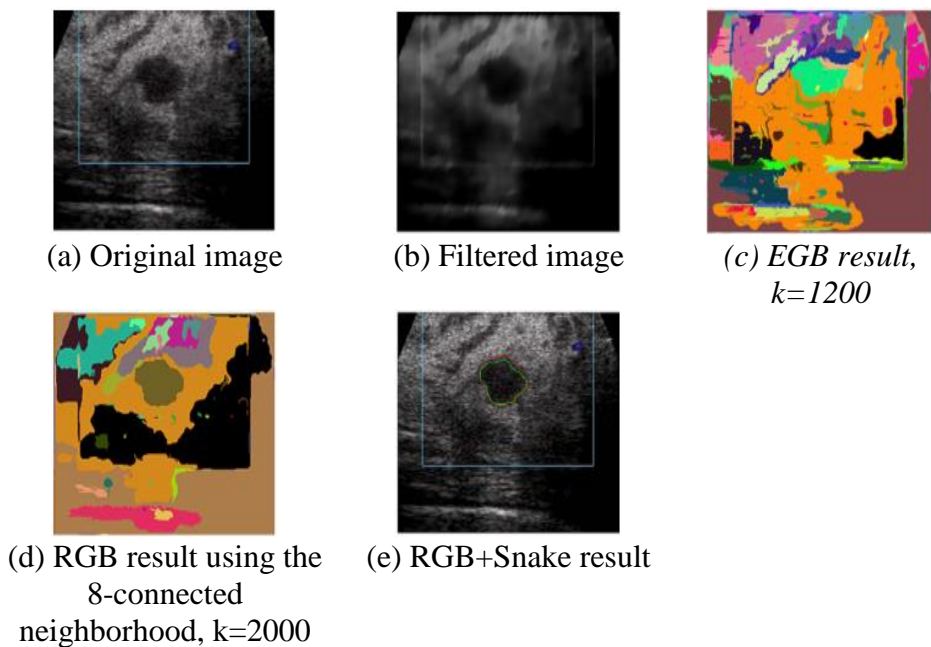 (a) Original image
(b) Filtered image
(c) EGB result,
k=1200
(d) RGB result using the
8-connected
neighborhood, k=2000
(e) RGB+Snake result